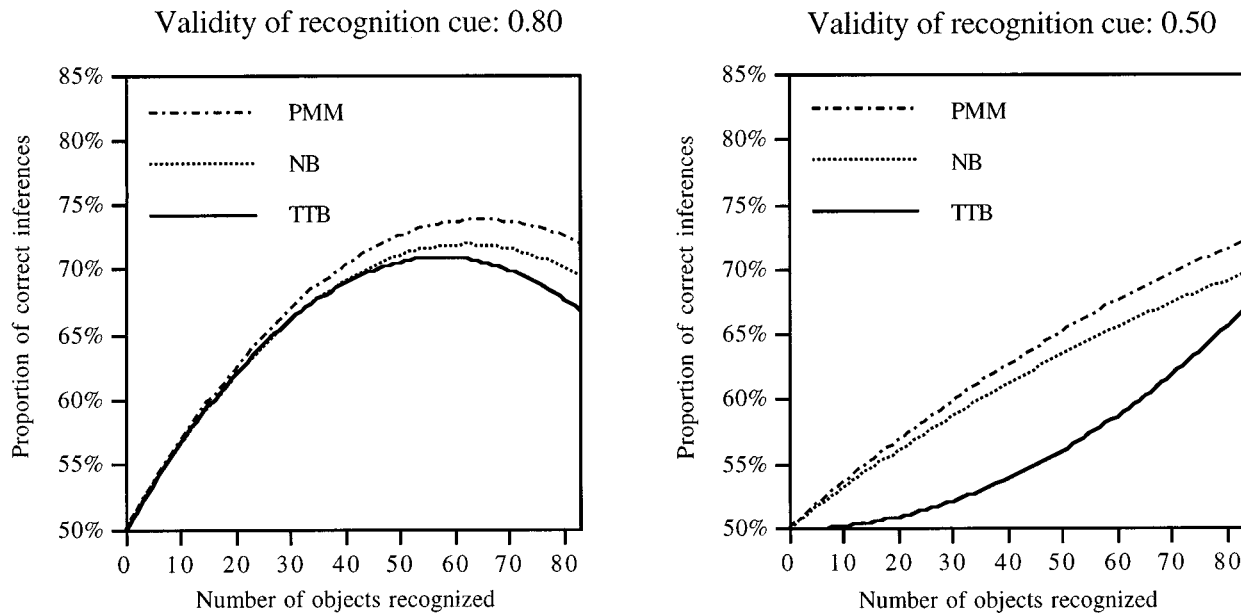 Validity of recognition cue: 0.80
85%
80%
75%
70%
65%
60%
55%
50%
Proportion of correct inferences
PMM
NB
TTB
0 10 20 30 40 50 60 70 80
Number of objects recognized
Validity of recognition cue: 0.50
85%
80%
75%
70%
65%
60%
55%
50%
Proportion of correct inferences
PMM
NB
TTB
0 10 20 30 40 50 60 70 80
Number of objects recognized